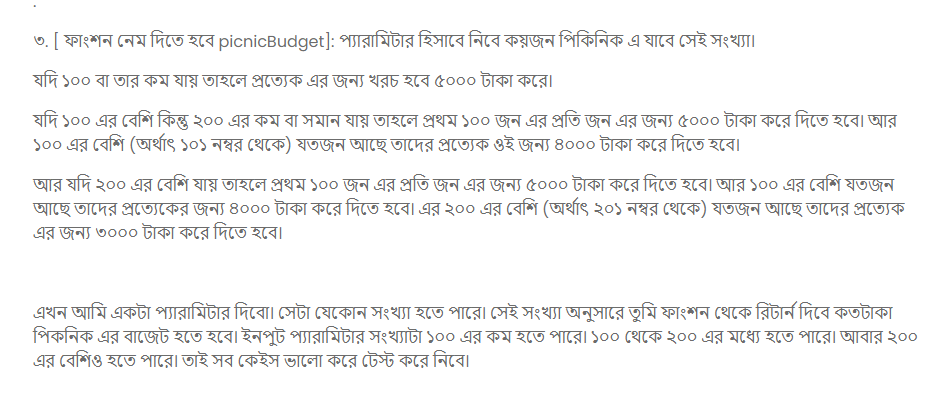 ৩. [ ফাংশন নেম দিতে হবে picnicBudget]: প্যারামিটার হিসাবে নিবে কয়জন পিকিনিক এ যাবে সেই সংখ্যা।
যদি ১০০ বা তার কম যায় তাহলে প্রত্যেক এর জন্য খরচ হবে ৫০০০ টাকা করে।
যদি ১০০ এর বেশি কিন্তু ২০০ এর কম বা সমান যায় তাহলে প্রথম ১০০ জন এর প্রতি জন এর জন্য ৫০০০ টাকা করে দিতে হবে। আর
১০০ এর বেশি (অর্থাৎ ১০১ নম্বর থেকে) যতজন আছে তাদের প্রত্যেক ওই জন্য ৪০০০ টাকা করে দিতে হবে।
আর যদি ২০০ এর বেশি যায় তাহলে প্রথম ১০০ জন এর প্রতি জন এর জন্য ৫০০০ টাকা করে দিতে হবে। আর ১০০ এর বেশি যতজন
আছে তাদের প্রত্যেকের জন্য ৪০০০ টাকা করে দিতে হবে। এর ২০০ এর বেশি (অর্থাৎ ২০১ নম্বর থেকে) যতজন আছে তাদের প্রত্যেক
এর জন্য ৩০০০ টাকা করে দিতে হবে।
এখন আমি একটা প্যারামিটার দিবো। সেটা যেকোন সংখ্যা হতে পারে। সেই সংখ্যা অনুসারে তুমি ফাংশন থেকে রিটার্ন দিবে কতটাকা
পিকনিক এর বাজেট হতে হবে। ইনপুট প্যারামিটার সংখ্যাটা ১০০ এর কম হতে পারে। ১০০ থেকে ২০০ এর মধ্যে হতে পারে। আবার ২০০
এর বেশিও হতে পারে। তাই সব কেইস ভালো করে টেস্ট করে নিবে।